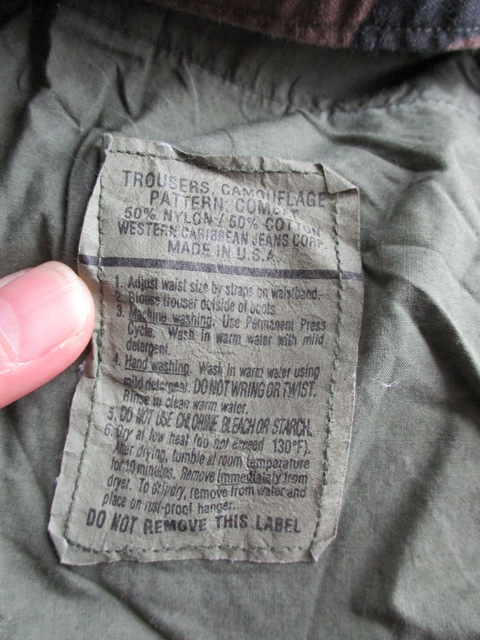 TROUSERS, CAMOUFLAGE
PATTERN: COMBAT
50% NYLON / 50% COTTON
WESTERN CARIBBEAN JEANS CORP.
MADE IN U.S.A.
1. Adjust waist size by straps on waistband.
2. Blouse trouser outside of boots.
3. Machine washing. Use Permanent Press
Cycle. Wash in warm water with mild
detergent.
4. Hand washing. Wash in warm water using
mild detergent. DO NOT WRING OR TWIST.
Rinse in clean warm water.
5. DO NOT USE CHLORINE BLEACH OR STARCH.
6. Dry at low heat (do not exceed 130°F).
After drying, tumble at room temperature
for 10 minutes. Remove immediately from
dryer. To drip dry, remove from water and
place on rust-proof hanger.
DO NOT REMOVE THIS LABEL